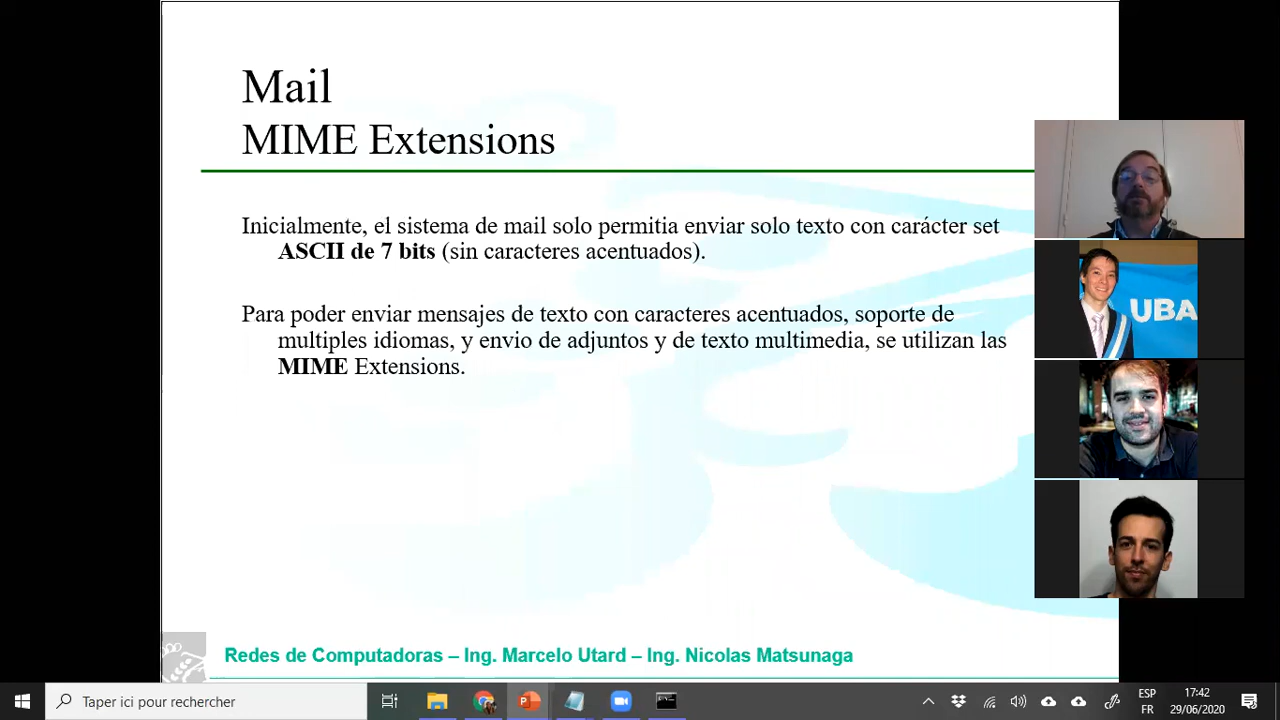 Mail
MIME Extensions
Inicialmente, el sistema de mail solo permitia enviar solo texto con carácter set
ASCII de 7 bits (sin caracteres acentuados).
Para poder enviar mensajes de texto con caracteres acentuados, soporte de
multiples idiomas, y envio de adjuntos y de texto multimedia, se utilizan las
MIME Extensions.
UBA
Redes de Computadoras – Ing. Marcelo Utard – Ing. Nicolas Matsunaga
Taper ici pour rechercher
ESP
FR
17:42
29/06/2020